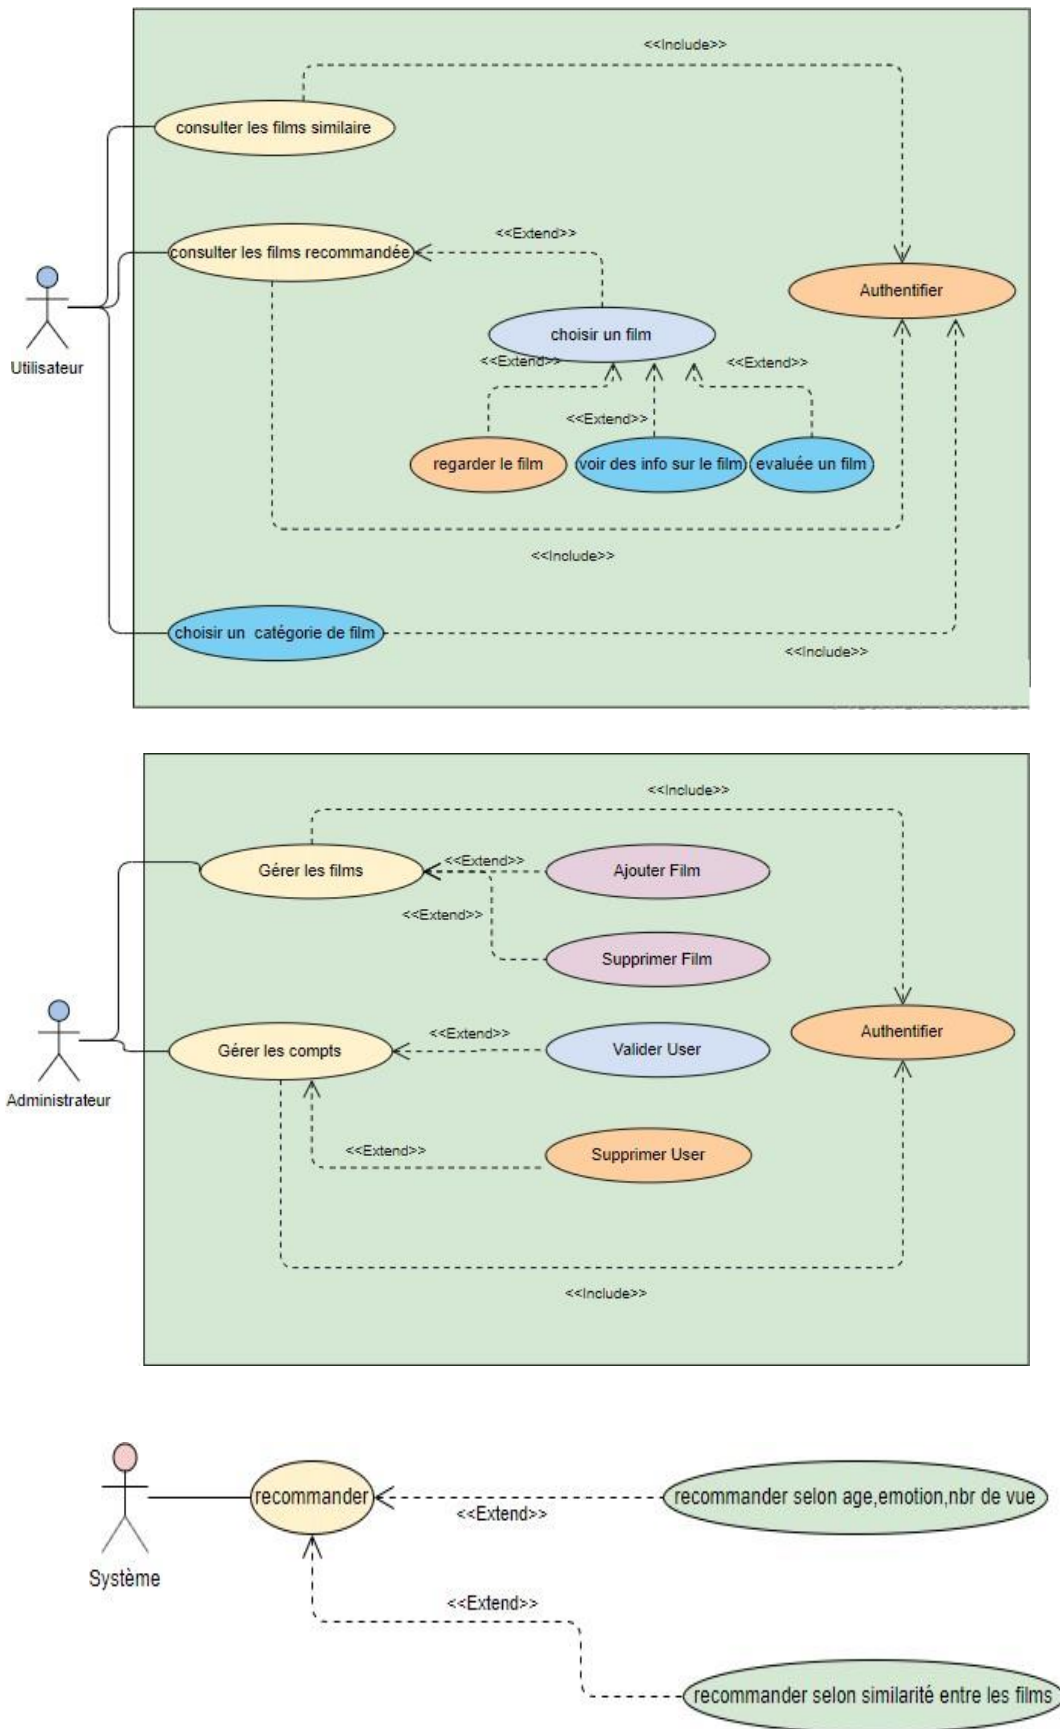 <<Include>>
consulter les films similaire
<<Extend>>
consulter les films recommandée
Authentifier
choisir un film
Utilisateur
<<Extend>>
<<Extend>>
<<Extend>>
regarder le film
voir des info sur le film
evaluée un film
<<Include>>
choisir un catégorie de film
<<Include>>
<<Include>>
Gérer les films
<<Extend>>
Ajouter Film
<<Extend>>
Supprimer Film
Administrateur
Gérer les compts
<<Extend>>
Valider User
Authentifier
<<Extend>>
Supprimer User
<<Include>>
Système
recommander
<<Extend>>
recommander selon age,emotion,nbr de vue
<<Extend>>
recommander selon similarité entre les films